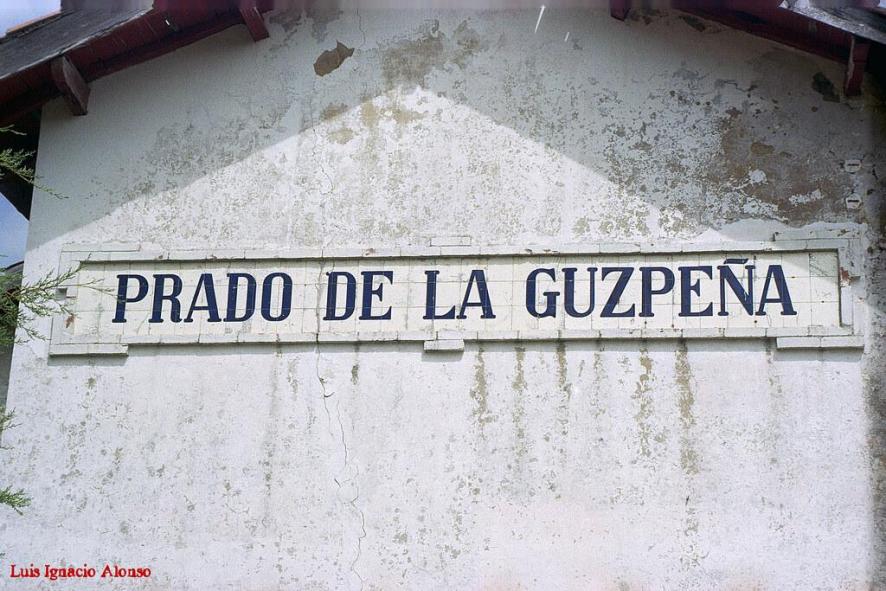 PRADO DE LA GUZPEÑA
Luis Ignacio Alonso